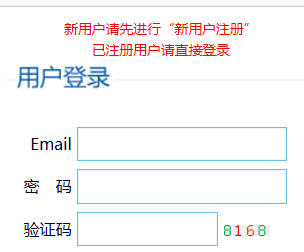 新用户请先进行“新用户注册”
已注册用户请直接登录
用户登录
Email
密 码
验证码 8168